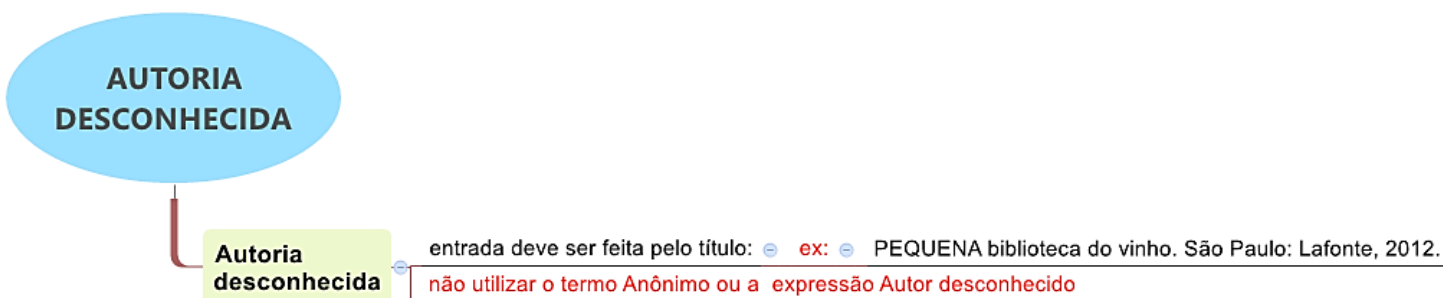 AUTORIA
DESCONHECIDA
Autoria
desconhecida
entrada deve ser feita pelo título: ex: PEQUENA biblioteca do vinho. São Paulo: Lafonte, 2012.
não utilizar o termo Anônimo ou a expressão Autor desconhecido